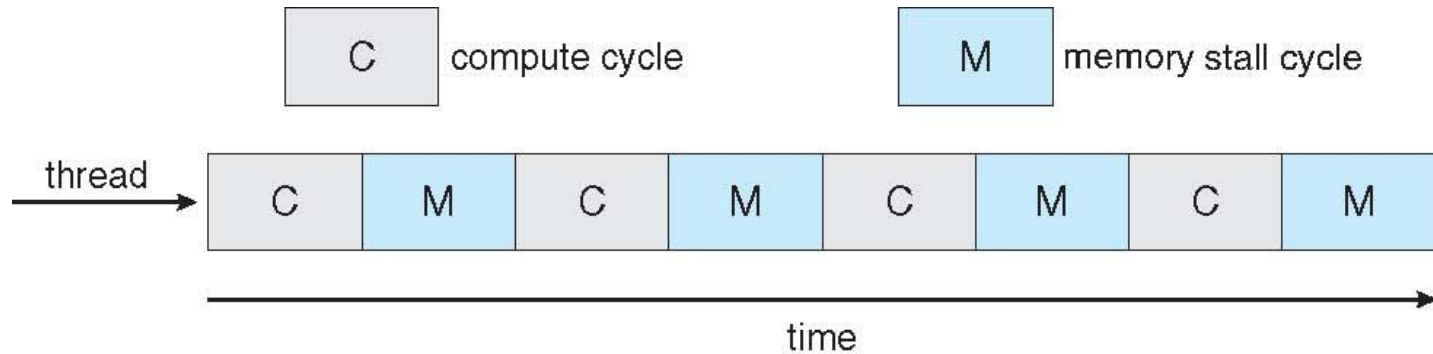 C compute cycle M memory stall cycle
thread
C M C M C M C M
time